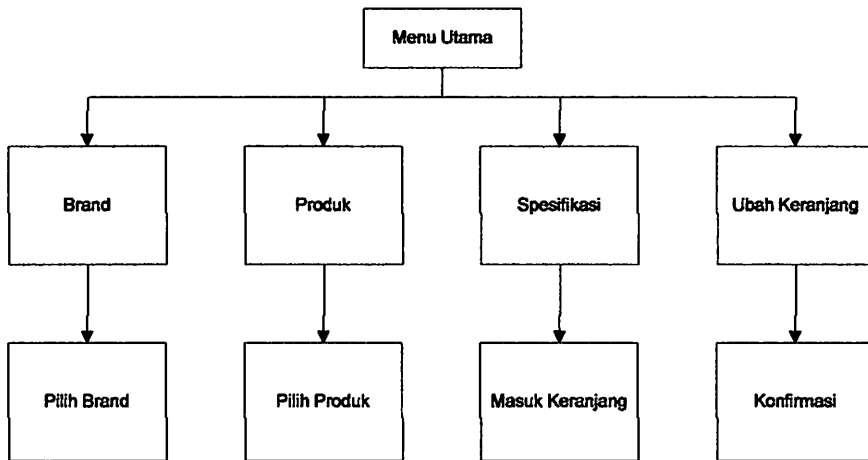 Menu Utama
Brand
Produk
Spesifikasi
Ubah Keranjang
Pilih Brand
Pilih Produk
Masuk Keranjang
Konfirmasi